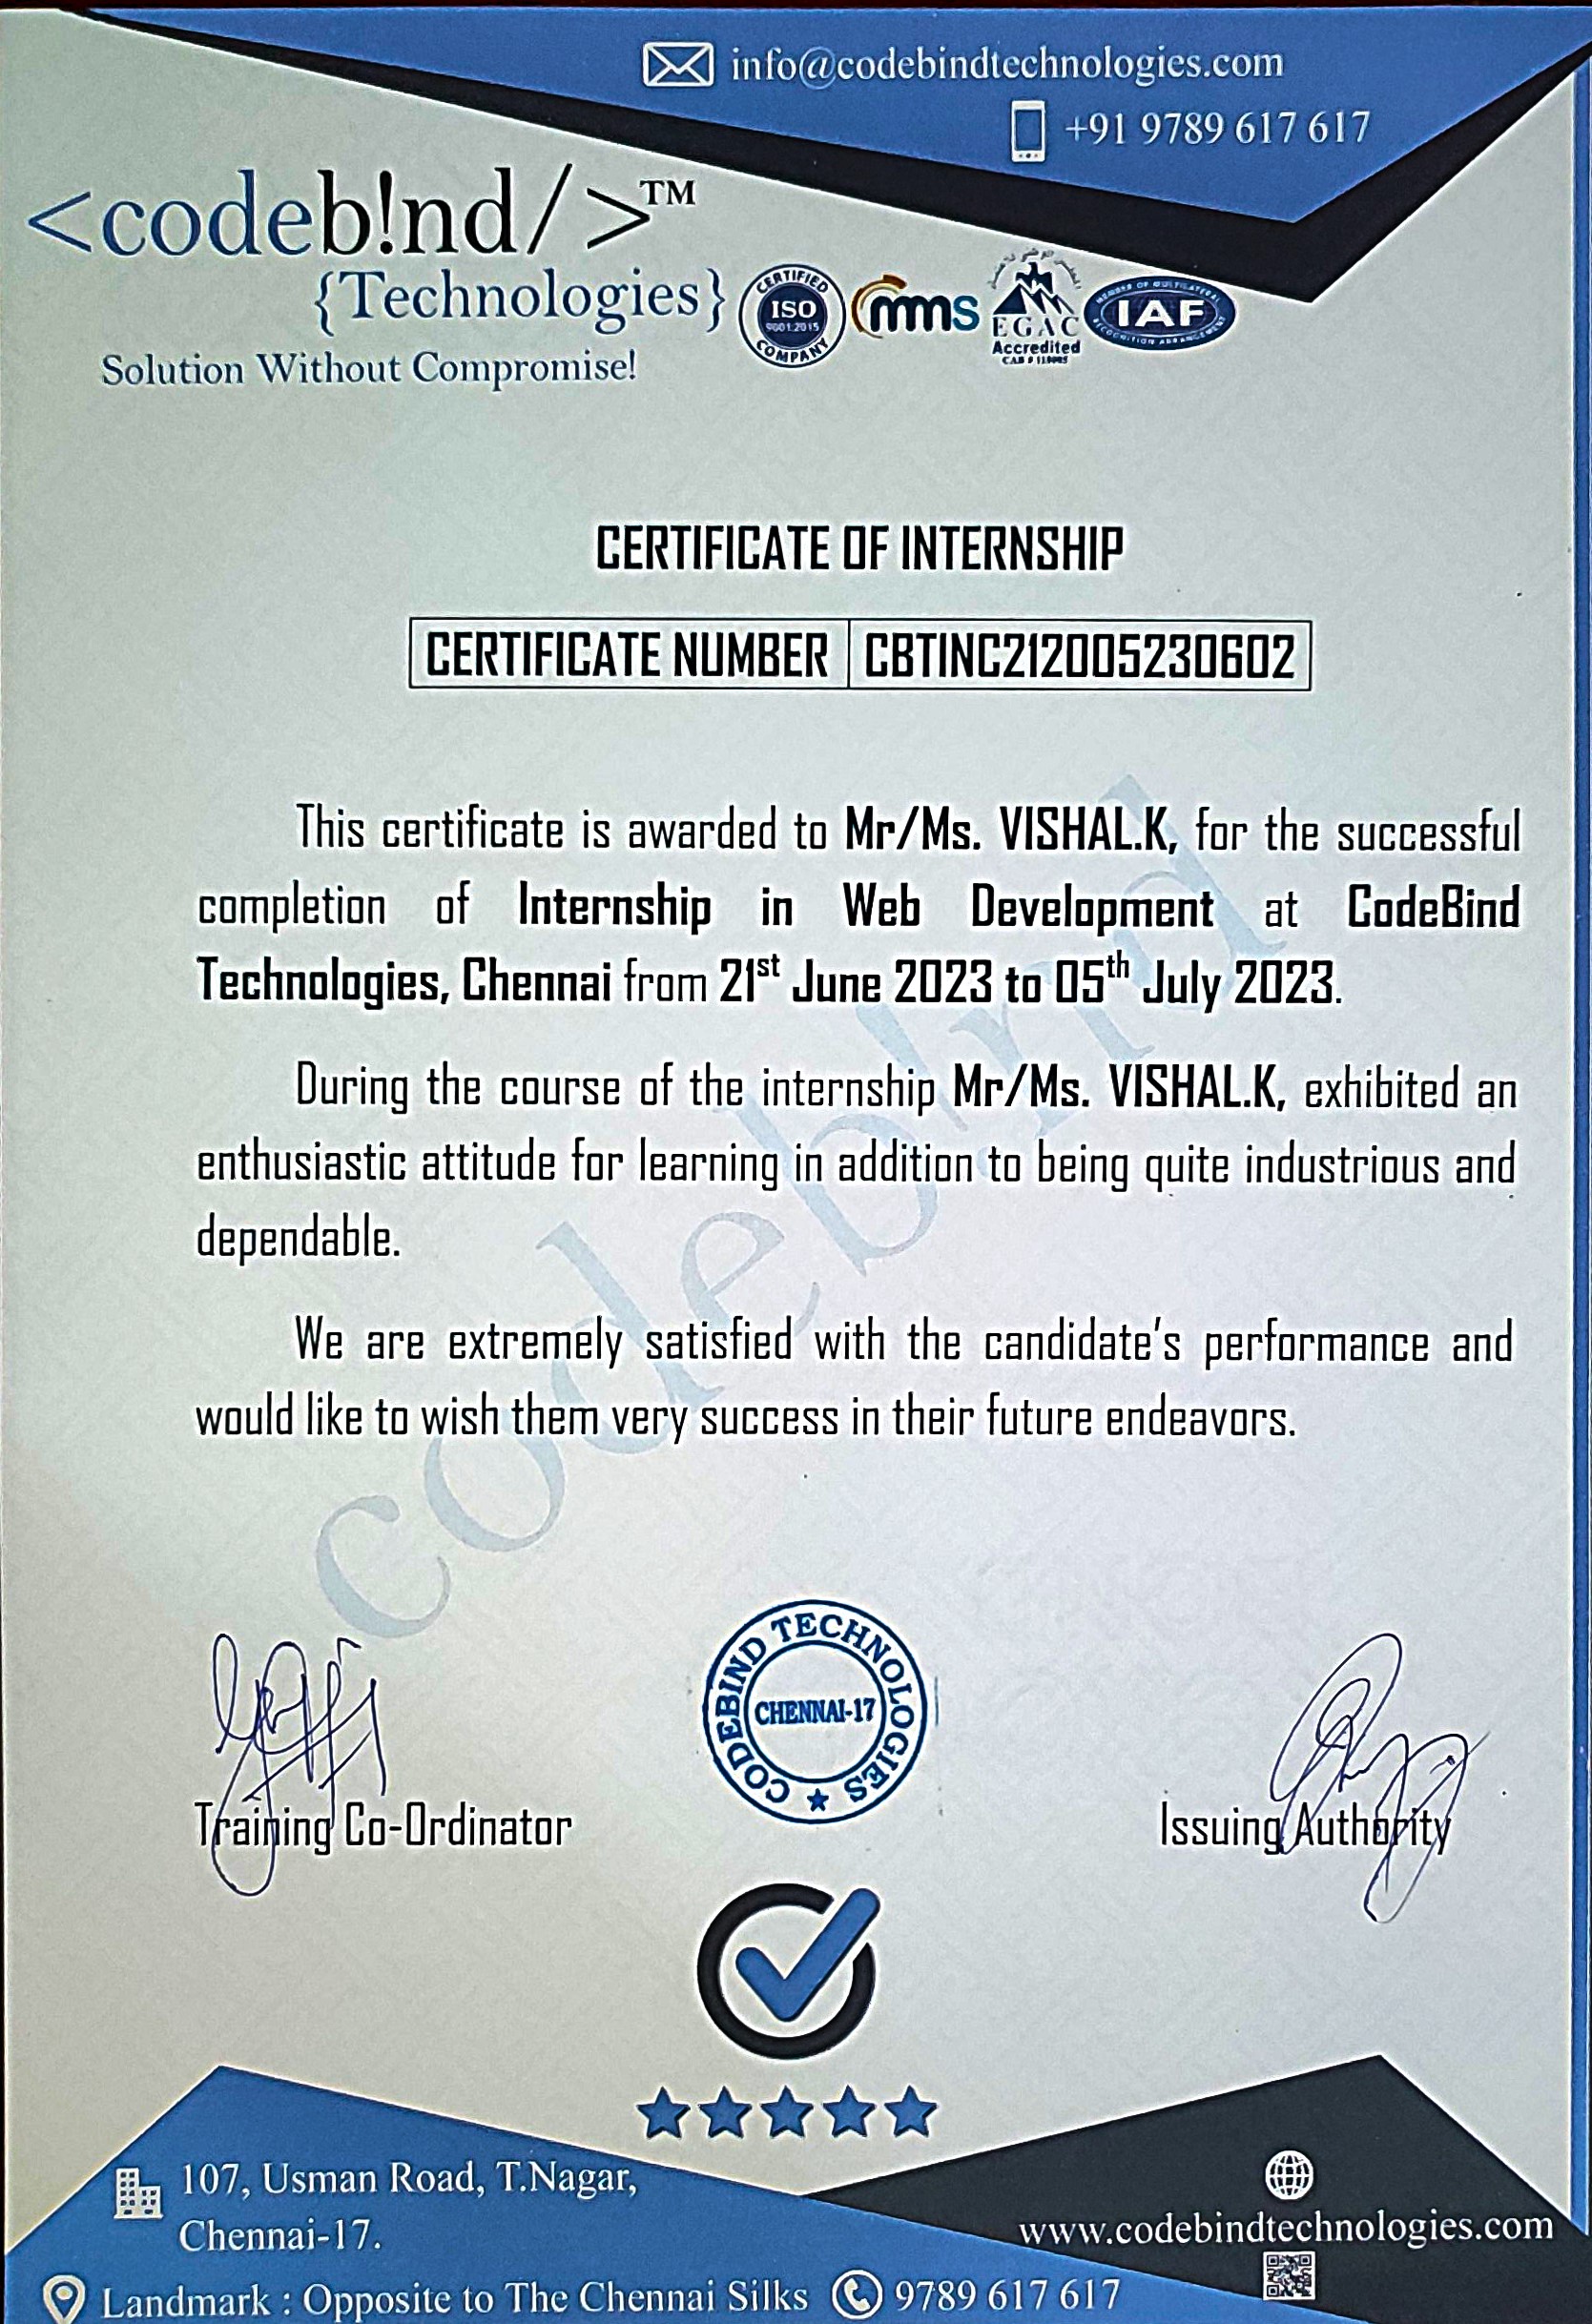 info@codebindtechnologies.com
+91 9789 617 617
<codeb!nd/>™
{Technologies}
Solution Without Compromise!
CERTIFIED
ISO
9001:2015
COMPANY
mms
EGAC
Accredited
IAF
CERTIFICATE OF INTERNSHIP
CERTIFICATE NUMBER CBTINC212005230602
This certificate is awarded to Mr/Ms. VISHAL.K, for the successful
completion of Internship in Web Development at CodeBind
Technologies, Chennai from 21st June 2023 to 05th July 2023.
During the course of the internship Mr/Ms. VISHAL.K, exhibited an
enthusiastic attitude for learning in addition to being quite industrious and
dependable.
We are extremely satisfied with the candidate's performance and
would like to wish them very success in their future endeavors.
codeb!nd
CODEBIND TECHNOLOGIES
CHENNAI-17
Training Co-Ordinator
Issuing Authority
107, Usman Road, T.Nagar,
Chennai-17.
www.codebindtechnologies.com
Landmark : Opposite to The Chennai Silks 9789 617 617